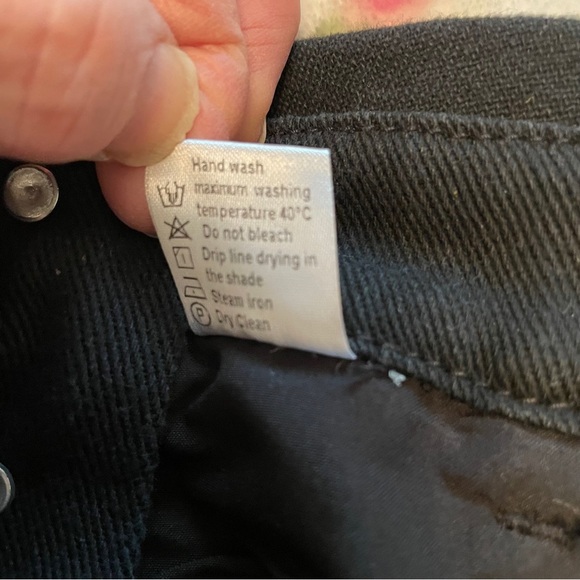 Hand wash
maximum washing
temperature 40°C
Do not bleach
Drip line drying in
the shade
Steam iron
P Dry Clean